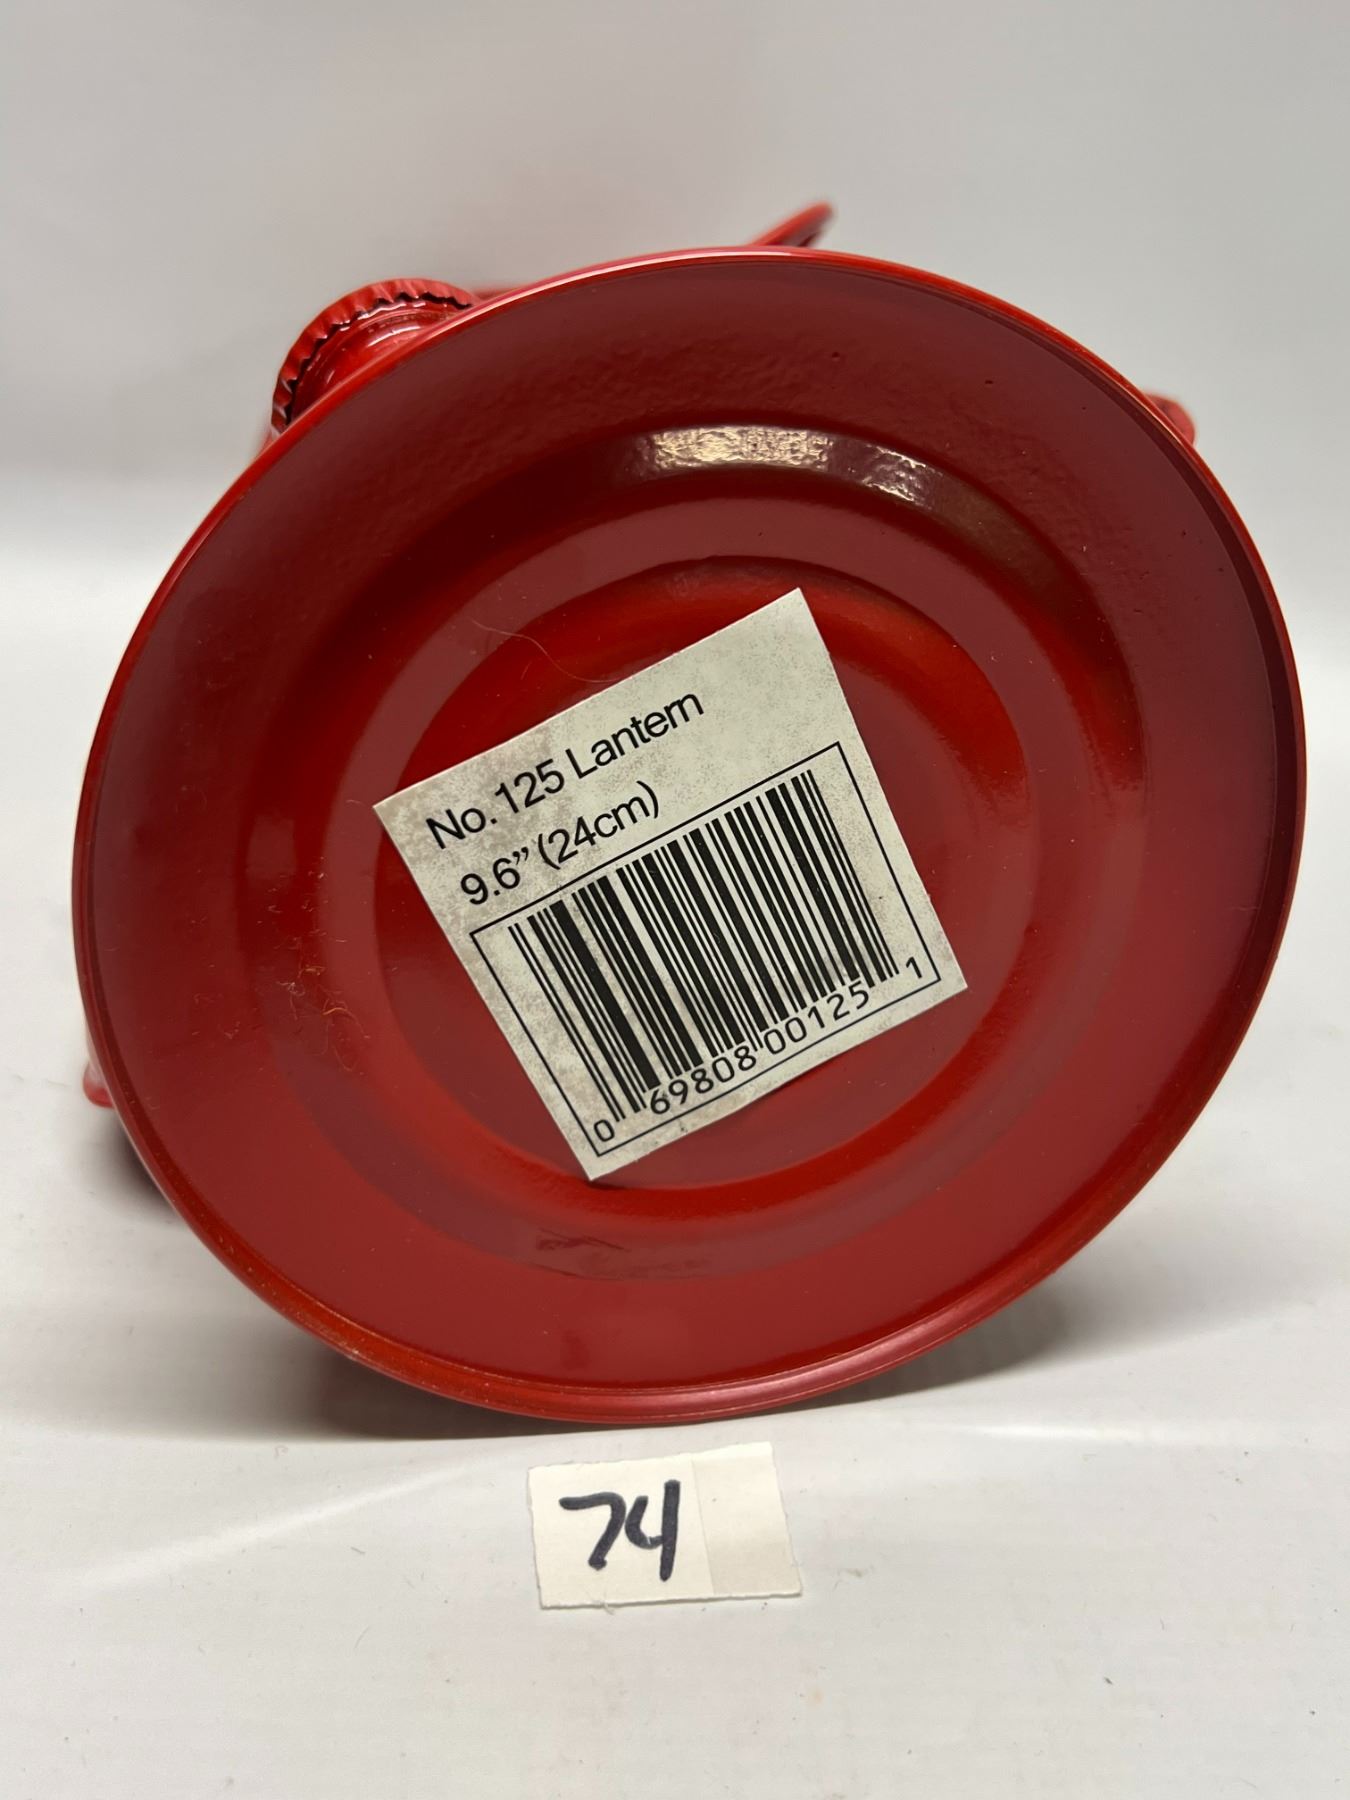 No. 125 Lantern
9.6” (24cm)
0 69808 00125 1
74